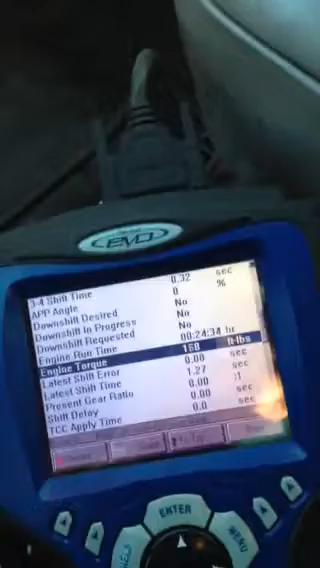 EVO
3-4 Shift Time 0.32 sec
APP Angle 0 %
Downshift Desired No
Downshift In Progress No
Downshift Requested No
Engine Run Time 00:24:34 hr
Engine Torque 160 ft-lbs
Latest Shift Error 0.00 sec
Latest Shift Time 1.27 sec
Present Gear Ratio 0.00 :1
Shift Delay 0.00 sec
TCC Apply Time 0.0 sec
ENTER
HELP
MENU